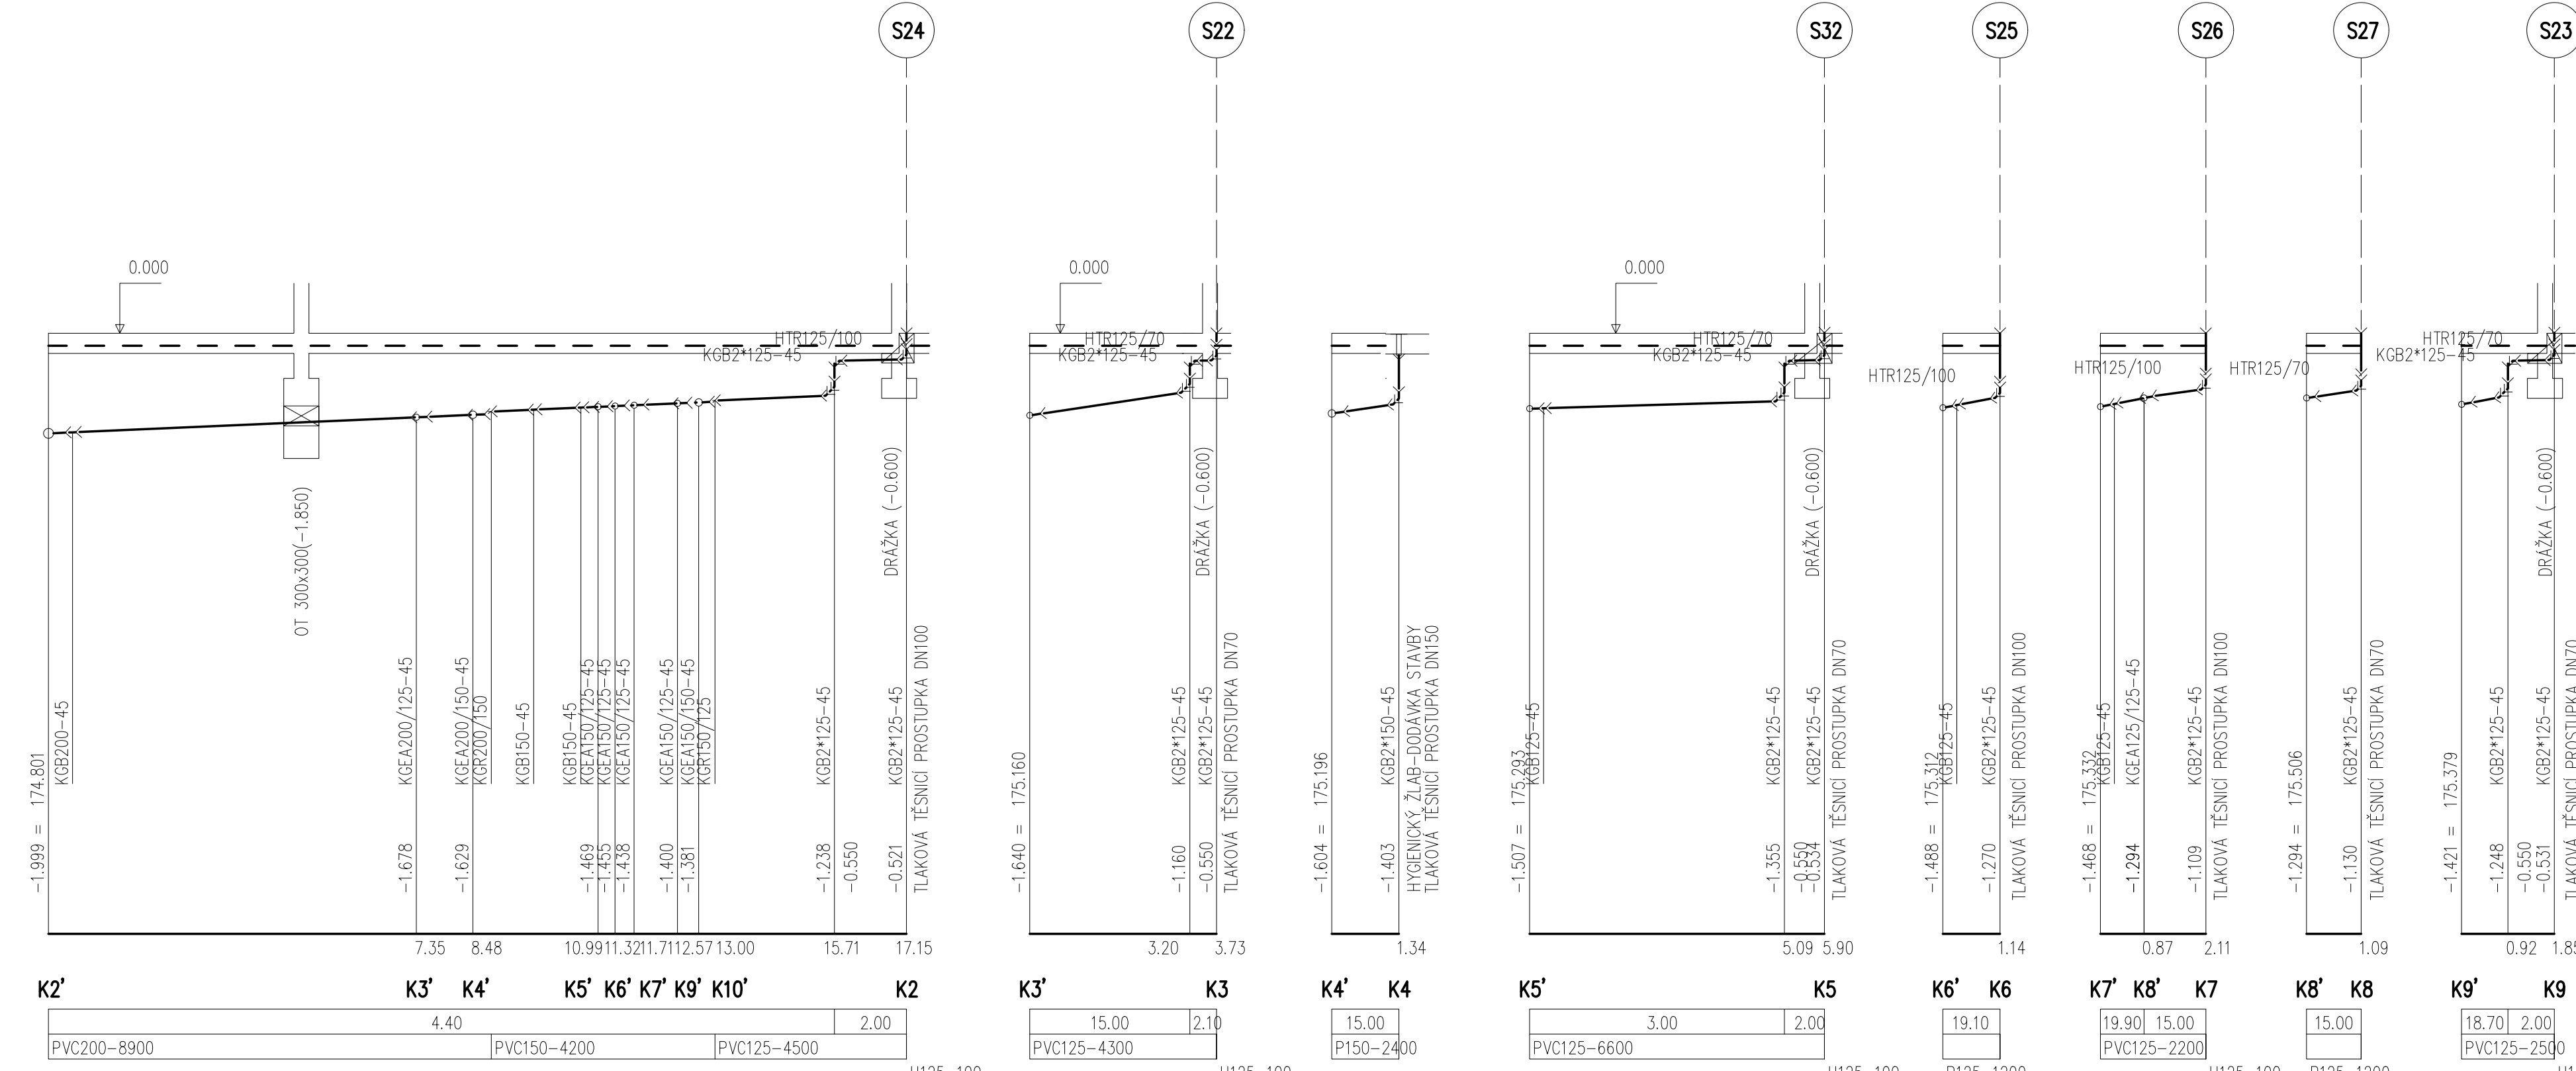 S24
S22
S32
S25
S26
S27
S23
0.000
0.000
0.000
HTR125/100
KGB2*125-45
HTR125/70
KGB2*125-45
HTR125/70
KGB2*125-45
HTR125/100
HTR125/100
HTR125/70
HTR125/70
KGB2*125-45
OT 300x300(-1.850)
DRÁŽKA (-0.600)
DRÁŽKA (-0.600)
DRÁŽKA (-0.600)
DRÁŽKA (-0.600)
-1.999 = 174.801
KGB200-45
KGEA200/125-45
-1.678
KGEA200/150-45
-1.629
KGR200/150
KGB150-45
KGB150-45
KGEA150/125-45
-1.469
KGEA150/125-45
-1.455
KGEA150/125-45
-1.438
KGEA150/125-45
-1.400
KGEA150/150-45
-1.381
KGR150/125
KGB2*125-45
-1.238
-0.550
KGB2*125-45
-0.521
TLAKOVÁ TĚSNICÍ PROSTUPKA DN100
-1.640 = 175.160
KGB2*125-45
-1.160
KGB2*125-45
-0.550
TLAKOVÁ TĚSNICÍ PROSTUPKA DN70
-1.604 = 175.196
KGB2*150-45
-1.403
HYGIENICKÝ ŽLAB-DODÁVKA STAVBY
TLAKOVÁ TĚSNICÍ PROSTUPKA DN150
-1.507 = 175.293
KGB125-45
KGB2*125-45
-1.355
-0.550
KGB2*125-45
-0.534
TLAKOVÁ TĚSNICÍ PROSTUPKA DN70
-1.488 = 175.312
KGB125-45
KGB2*125-45
-1.270
TLAKOVÁ TĚSNICÍ PROSTUPKA DN100
-1.468 = 175.332
KGB125-45
KGEA125/125-45
-1.294
KGB2*125-45
-1.109
TLAKOVÁ TĚSNICÍ PROSTUPKA DN100
-1.294 = 175.506
KGB2*125-45
-1.130
TLAKOVÁ TĚSNICÍ PROSTUPKA DN70
-1.421 = 175.379
KGB2*125-45
-1.248
-0.550
KGB2*125-45
-0.531
TLAKOVÁ TĚSNICÍ PROSTUPKA DN70
7.35 8.48 10.99 11.32 11.71 12.57 13.00 15.71 17.15
3.20 3.73
1.34
5.09 5.90
1.14
0.87 2.11
1.09
0.92 1.85
K2' K3' K4' K5' K6' K7' K9' K10' K2
K3' K3
K4' K4
K5' K5
K6' K6
K7' K8' K7
K8' K8
K9' K9
4.40 2.00
15.00 2.10
15.00
3.00 2.00
19.10
19.90 15.00
15.00
18.70 2.00
PVC200-8900 PVC150-4200 PVC125-4500
PVC125-4300
P150-2400
PVC125-6600
PVC125-2200
PVC125-2500